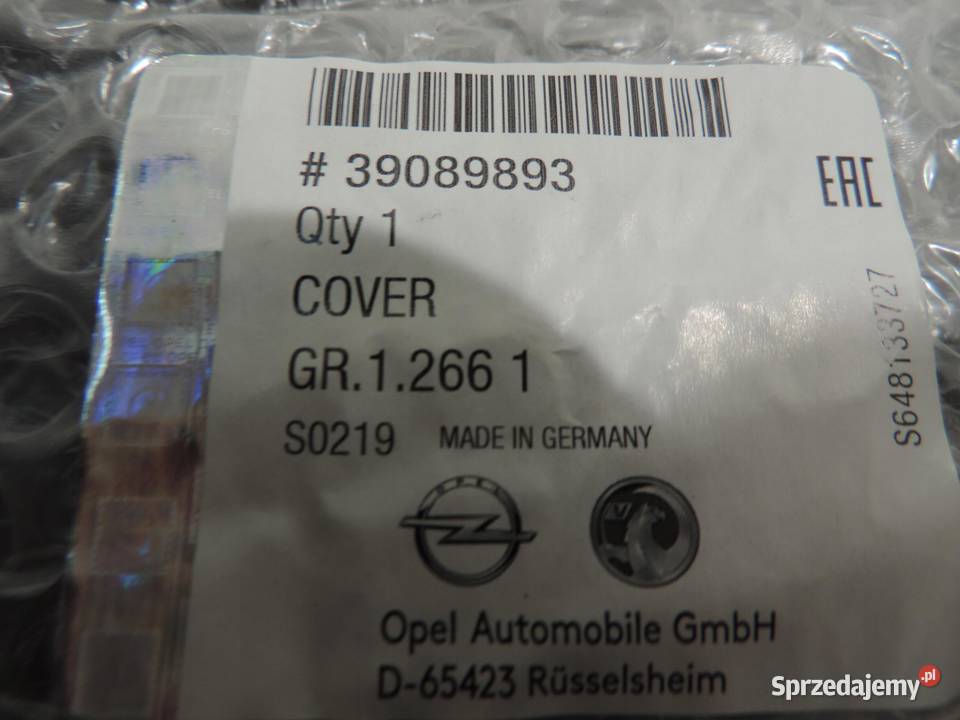 # 39089893
EAC
Qty 1
COVER
GR.1.266 1
S0219 MADE IN GERMANY
S648133727
OPEL
V
Opel Automobile GmbH
D-65423 Rüsselsheim
Sprzedajemy.pl